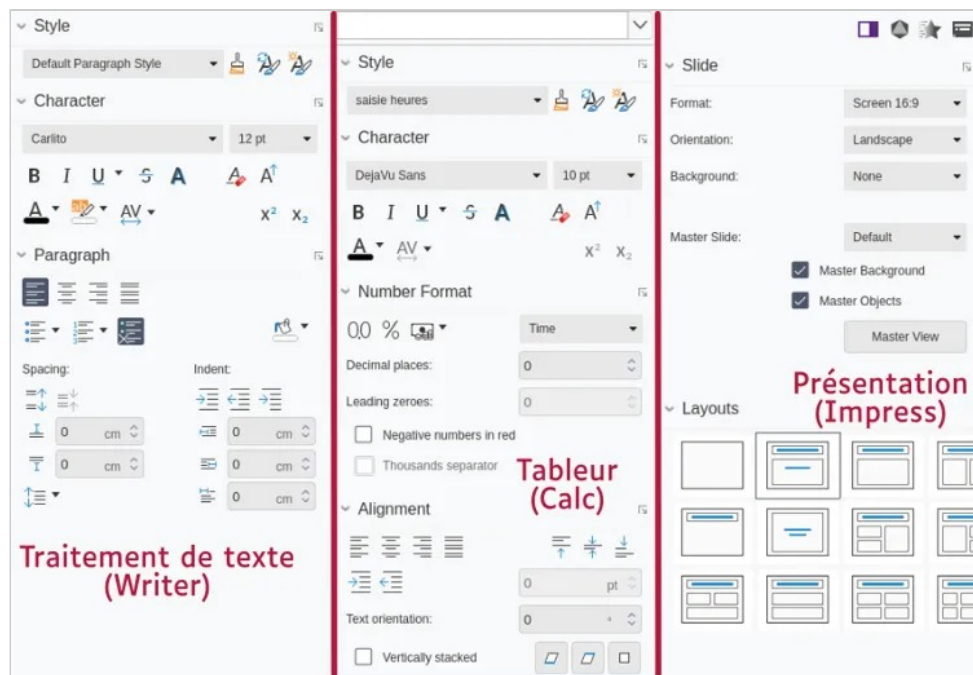 Style
Default Paragraph Style
Character
Carlito
12 pt
B I U S A A A
A ab AV x² x₂
Paragraph
Spacing:
Indent:
0 cm
0 cm
0 cm
0 cm
0 cm
Traitement de texte
(Writer)
Style
saisie heures
Character
DejaVu Sans
10 pt
B I U S A A A
A AV x² x₂
Number Format
0.0 %
Time
Decimal places:
0
Leading zeroes:
0
Negative numbers in red
Thousands separator
Tableur
(Calc)
Alignment
0 pt
Text orientation:
0 °
Vertically stacked
Slide
Format:
Screen 16:9
Orientation:
Landscape
Background:
None
Master Slide:
Default
Master Background
Master Objects
Master View
Présentation
(Impress)
Layouts